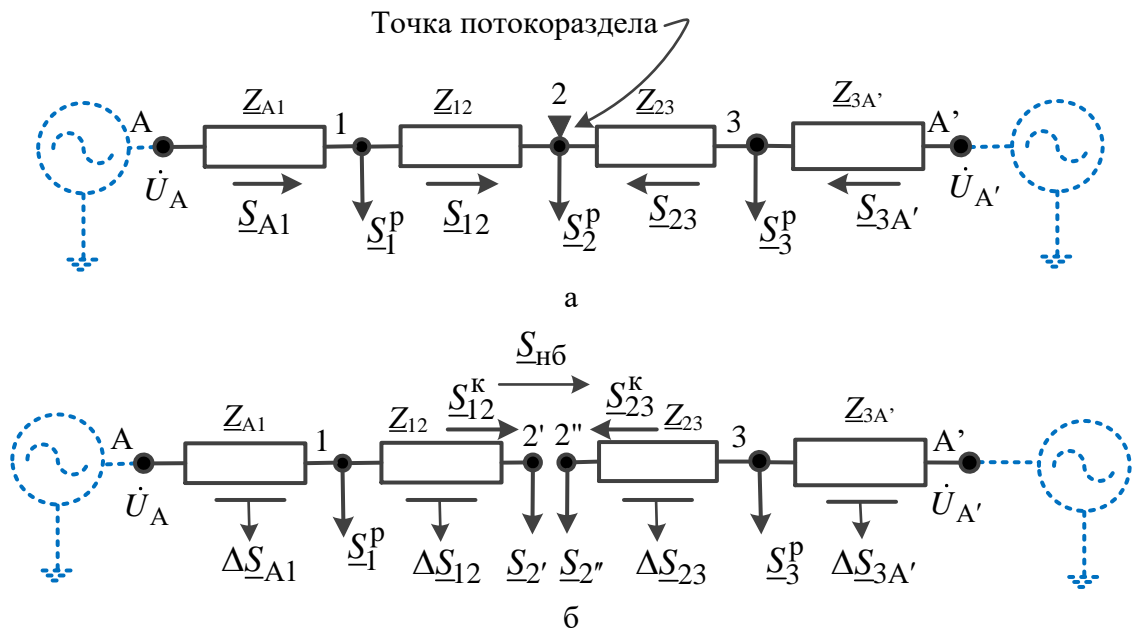 Точка потокораздела
Z_A1 Z_12 2 Z_23 Z_3A'
A 1 3 A'
U̇_A U̇_A′
S_A1 S_1^р S_12 S_2^р S_23 S_3^р S_3A′
а
S_нб
S_12^к S_23^к
Z_A1 Z_12 Z_23 Z_3A'
A 1 2' 2" 3 A'
U̇_A U̇_A′
ΔS_A1 S_1^р ΔS_12 S_2′ S_2″ ΔS_23 S_3^р ΔS_3A′
б